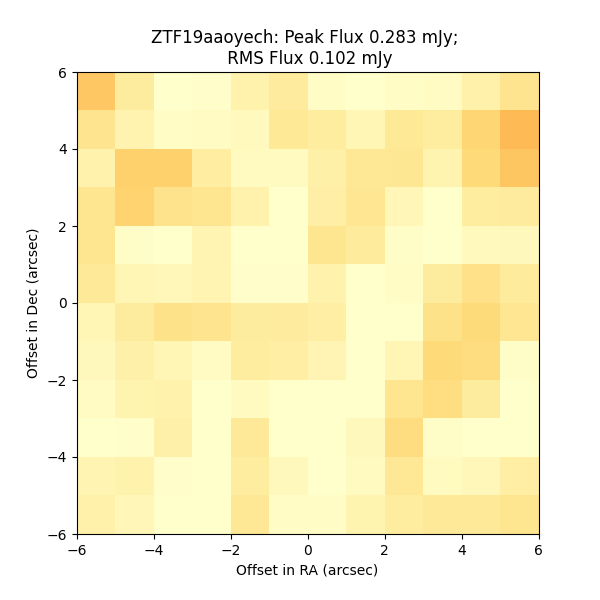 ZTF19aaoyech: Peak Flux 0.283 mJy;
RMS Flux 0.102 mJy
6
4
2
0
−2
−4
−6
Offset in Dec (arcsec)
−6 −4 −2 0 2 4 6
Offset in RA (arcsec)